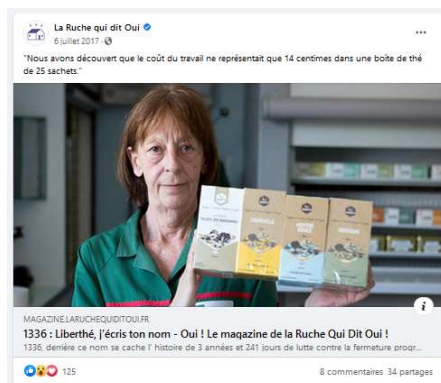 La Ruche qui dit Oui
6 juillet 2017 ·
"Nous avons découvert que le coût du travail ne représentait que 14 centimes dans une boîte de thé
de 25 sachets."
MAGAZINE.LARUCHEQUIDITOUI.FR
1336 : Liberthé, j'écris ton nom - Oui ! Le magazine de la Ruche Qui Dit Oui !
1336, derrière ce nom se cache l' histoire de 3 années et 241 jours de lutte contre la fermeture progr...
125
8 commentaires 34 partages